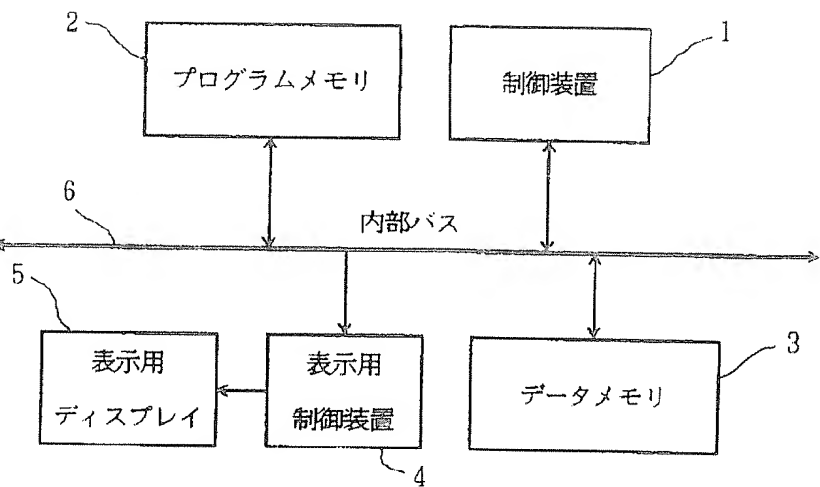 2
プログラムメモリ
1
制御装置
6
内部バス
5
表示用
ディスプレイ
表示用
制御装置
4
3
データメモリ